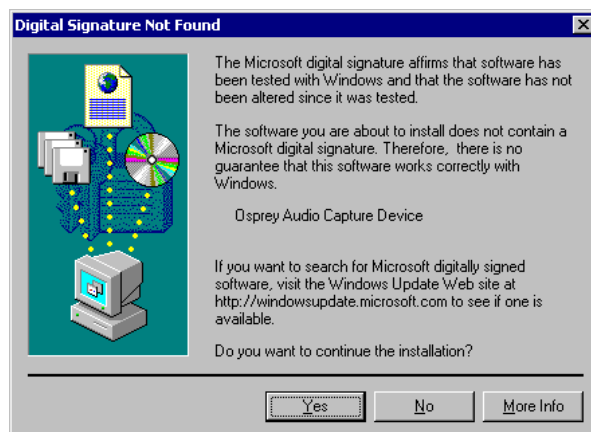 Digital Signature Not Found
The Microsoft digital signature affirms that software has
been tested with Windows and that the software has not
been altered since it was tested.
The software you are about to install does not contain a
Microsoft digital signature. Therefore, there is no
guarantee that this software works correctly with
Windows.
Osprey Audio Capture Device
If you want to search for Microsoft digitally signed
software, visit the Windows Update Web site at
http://windowsupdate.microsoft.com to see if one is
available.
Do you want to continue the installation?
Yes No More Info